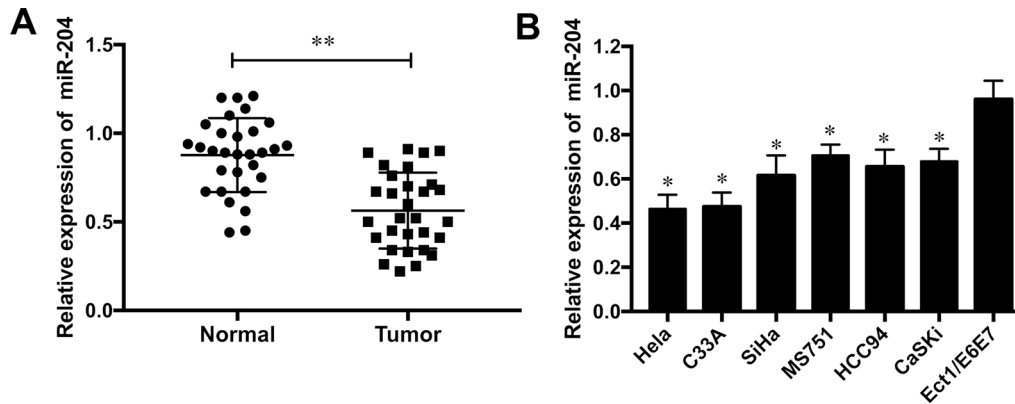 A
Relative expression of miR-204
1.5
1.0
0.5
0.0
**
Normal
Tumor
B
Relative expression of miR-204
1.2
1.0
0.8
0.6
0.4
0.2
0.0
*
*
*
*
*
*
Hela
C33A
SiHa
MS751
HCC94
CaSKi
Ect1/E6E7